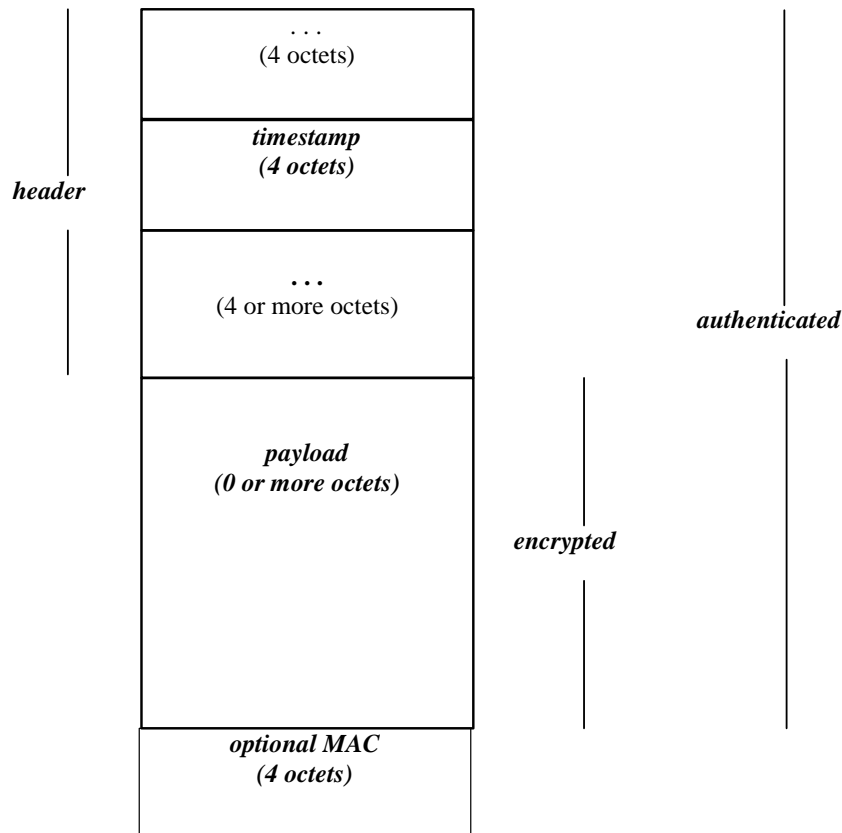 . . .
(4 octets)
timestamp
(4 octets)
header
. . .
(4 or more octets)
authenticated
payload
(0 or more octets)
encrypted
optional MAC
(4 octets)